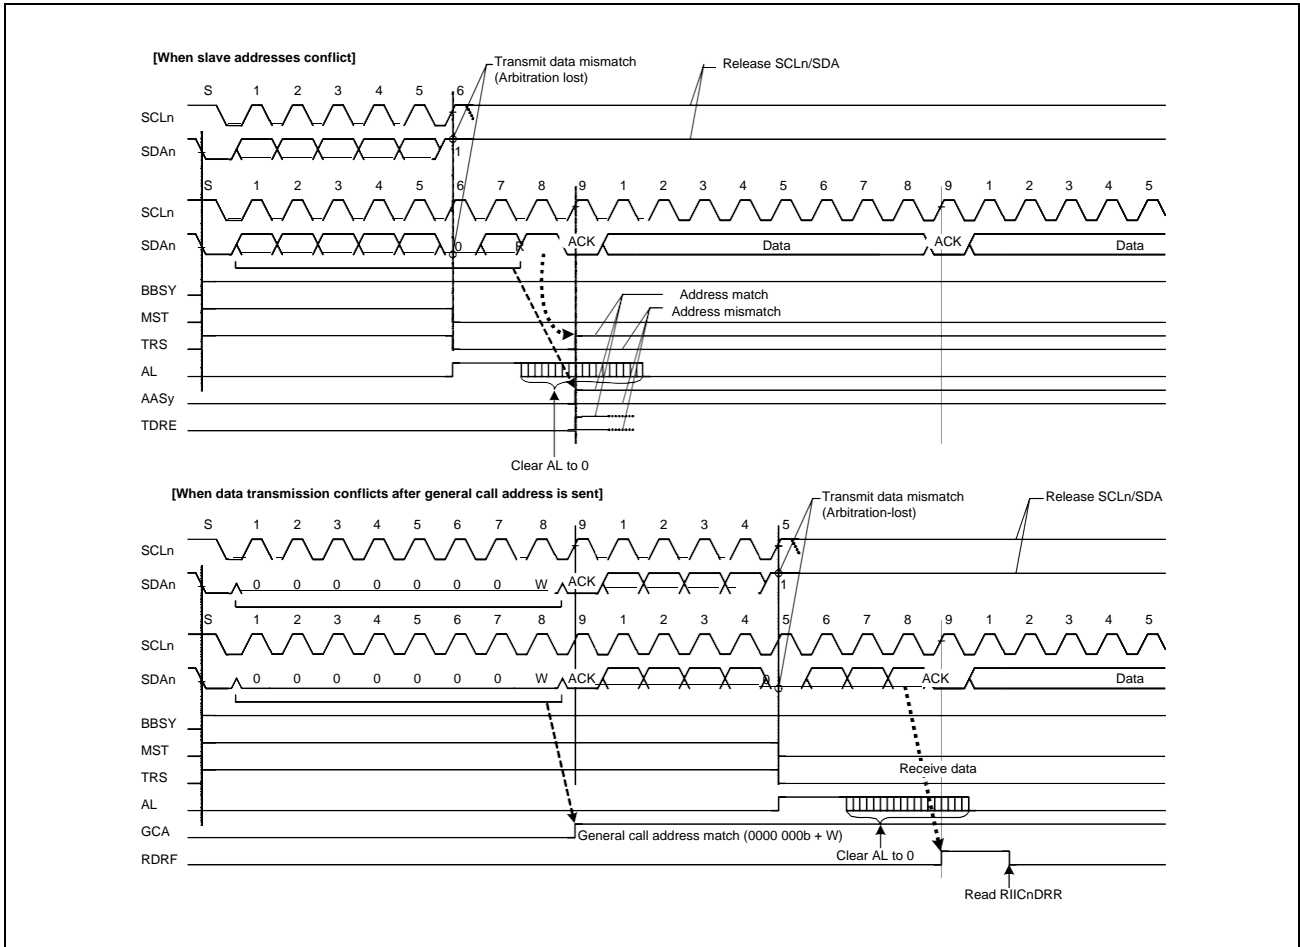 [When slave addresses conflict]
Transmit data mismatch
(Arbitration lost)
Release SCLn/SDA
S 1 2 3 4 5 6
SCLn
SDAn
1
S 1 2 3 4 5 6 7 8 9 1 2 3 4 5 6 7 8 9 1 2 3 4 5
SCLn
SDAn 0 R ACK Data ACK Data
BBSY
Address match
MST
Address mismatch
TRS
AL
AASy
TDRE
Clear AL to 0
[When data transmission conflicts after general call address is sent]
Transmit data mismatch
(Arbitration-lost)
Release SCLn/SDA
S 1 2 3 4 5 6 7 8 9 1 2 3 4 5
SCLn
SDAn 0 0 0 0 0 0 0 W ACK 1
S 1 2 3 4 5 6 7 8 9 1 2 3 4 5 6 7 8 9 1 2 3 4 5
SCLn
SDAn 0 0 0 0 0 0 0 W ACK 0 ACK Data
BBSY
MST
TRS
Receive data
AL
GCA
General call address match (0000 000b + W)
Clear AL to 0
RDRF
Read RIICnDRR